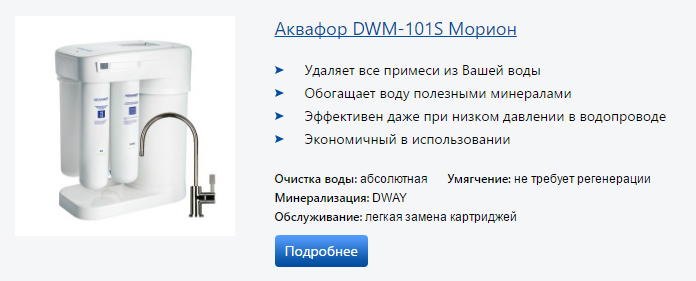 Аквафор DWM-101S Морион
Удаляет все примеси из Вашей воды
Обогащает воду полезными минералами
Эффективен даже при низком давлении в водопроводе
Экономичный в использовании
Очистка воды: абсолютная Умягчение: не требует регенерации
Минерализация: DWAY
Обслуживание: легкая замена картриджей
Подробнее